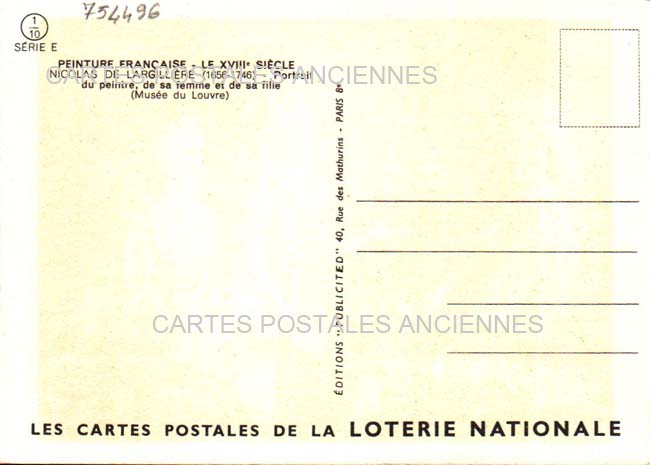 754496
1
10
SÉRIE E
PEINTURE FRANÇAISE - LE XVIIIe SIÈCLE
NICOLAS DE LARGILLIÈRE (1656-1746) Portrait
du peintre, de sa femme et de sa fille
(Musée du Louvre)
CARTES POSTALES ANCIENNES
ÉDITIONS "PUBLICITED" 40, Rue des Mathurins - PARIS 8e
CARTES POSTALES ANCIENNES
LES CARTES POSTALES DE LA LOTERIE NATIONALE